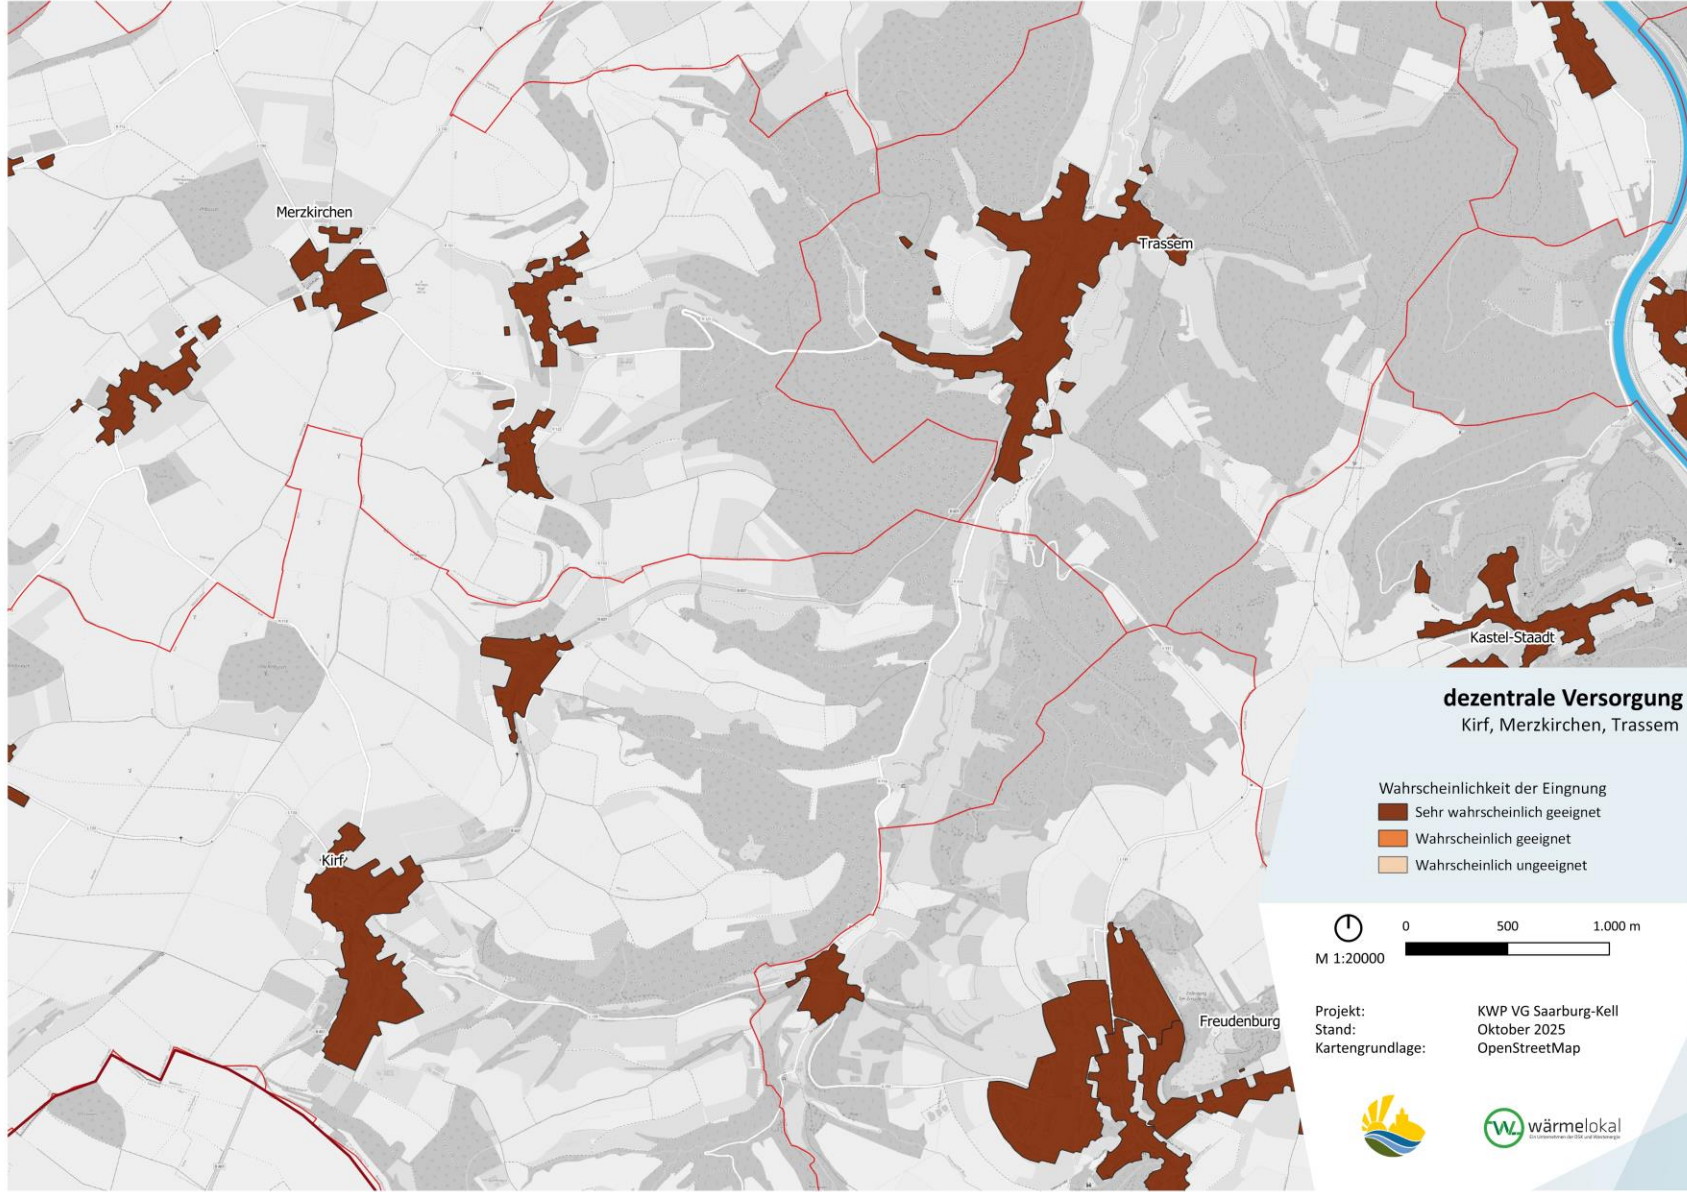 Merzkirchen
Trassem
Kastel-Staadt
Kirf
Freudenburg
dezentrale Versorgung
Kirf, Merzkirchen, Trassem
Wahrscheinlichkeit der Eingnung
Sehr wahrscheinlich geeignet
Wahrscheinlich geeignet
Wahrscheinlich ungeeignet
0 500 1.000 m
M 1:20000
Projekt: KWP VG Saarburg-Kell
Stand: Oktober 2025
Kartengrundlage: OpenStreetMap
wärmelokal